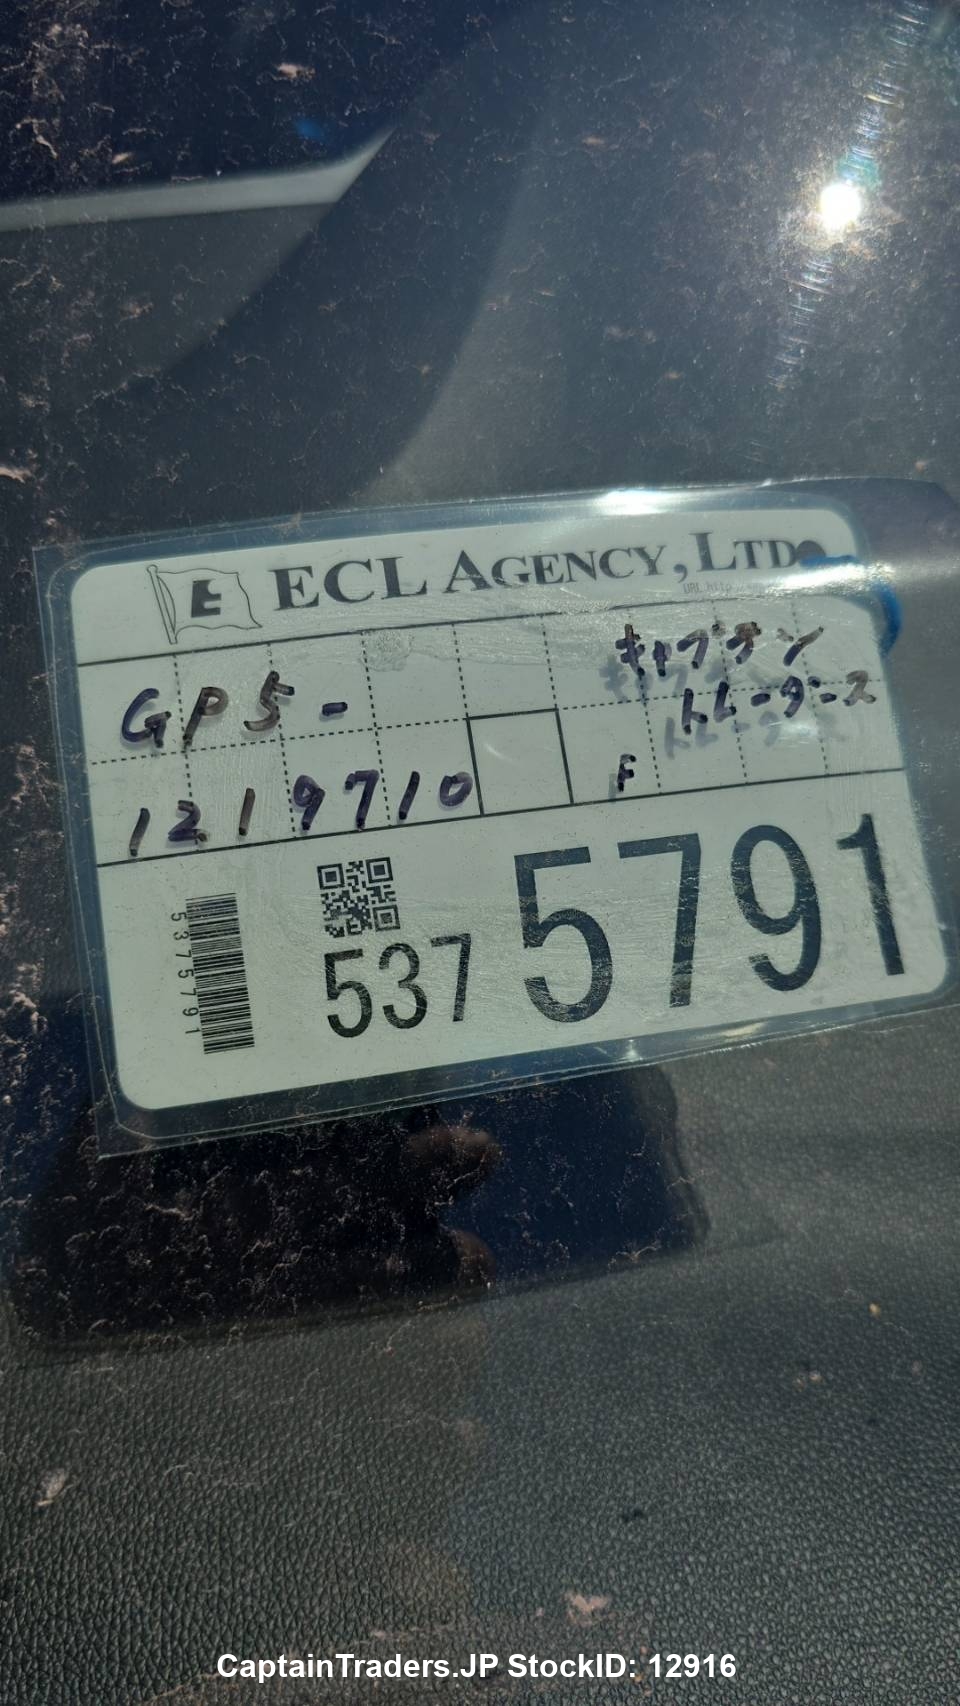 E ECL AGENCY, LTD
キャプテン
GP5-
トレーダース
1219710
F
5375791
537 5791
CaptainTraders.JP StockID: 12916